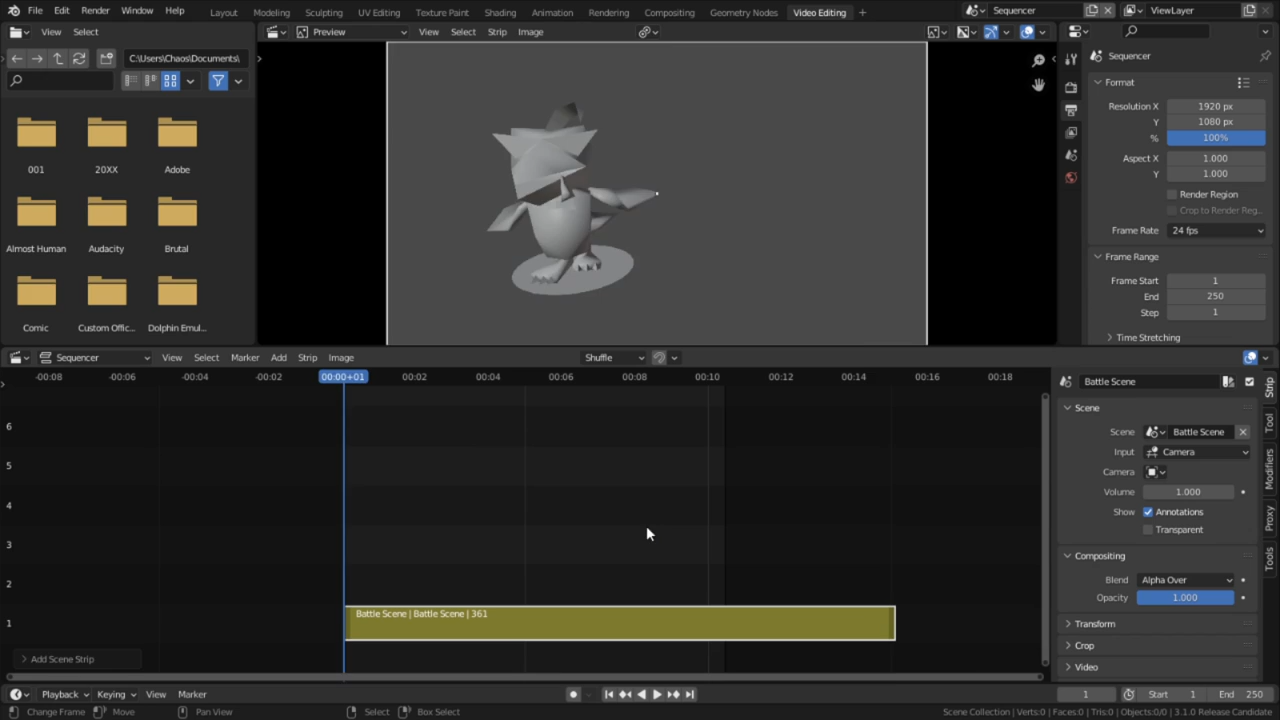 File Edit Render Window Help Layout Modeling Sculpting UV Editing Texture Paint Shading Animation Rendering Compositing Geometry Nodes Video Editing + Sequencer ViewLayer
View Select Preview View Select Strip Image
C:\Users\Chaos\Documents\
001 20XX Adobe
Almost Human Audacity Brutal
Comic Custom Offic... Dolphin Emul...
Sequencer
Format
Resolution X 1920 px
Y 1080 px
% 100%
Aspect X 1.000
Y 1.000
Render Region
Crop to Render Reg..
Frame Rate 24 fps
Frame Range
Frame Start 1
End 250
Step 1
Time Stretching
Sequencer View Select Marker Add Strip Image Shuffle
-00:08 -00:06 -00:04 -00:02 00:00+01 00:02 00:04 00:06 00:08 00:10 00:12 00:14 00:16 00:18
6
5
4
3
2
1
Battle Scene | Battle Scene | 361
Add Scene Strip
Battle Scene
Scene
Scene Battle Scene
Input Camera
Camera
Volume 1.000
Show Annotations
Transparent
Compositing
Blend Alpha Over
Opacity 1.000
Transform
Crop
Video
Strip
Tool
Modifiers
Proxy
Tools
Playback Keying View Marker 1 Start 1 End 250
Change Frame Move Pan View Select Box Select Scene Collection | Verts:0 | Faces:0 | Tris:0 | Objects:0/0 | 3.1.0 Release Candidate